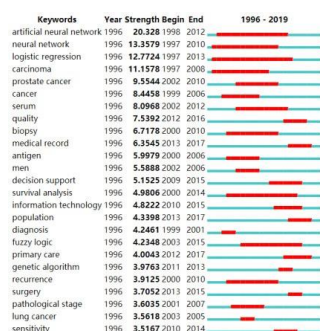 Keywords Year Strength Begin End 1996 - 2019
artificial neural network 1996 20.328 1998 2012
neural network 1996 13.3579 1997 2010
logistic regression 1996 12.7724 1997 2013
carcinoma 1996 11.1578 1997 2008
prostate cancer 1996 9.5544 2002 2010
cancer 1996 8.4458 1999 2006
serum 1996 8.0968 2002 2012
quality 1996 7.5392 2012 2016
biopsy 1996 6.7178 2000 2010
medical record 1996 6.3545 2013 2017
antigen 1996 5.9979 2000 2006
men 1996 5.5888 2002 2006
decision support 1996 5.1525 2009 2015
survival analysis 1996 4.9806 2000 2014
information technology 1996 4.8222 2010 2015
population 1996 4.3398 2013 2017
diagnosis 1996 4.2461 1999 2001
fuzzy logic 1996 4.2348 2003 2015
primary care 1996 4.0043 2012 2017
genetic algorithm 1996 3.9763 2011 2013
recurrence 1996 3.9125 2000 2010
surgery 1996 3.7052 2013 2015
pathological stage 1996 3.6035 2001 2007
lung cancer 1996 3.5618 2003 2005
sensitivity 1996 3.5167 2010 2014